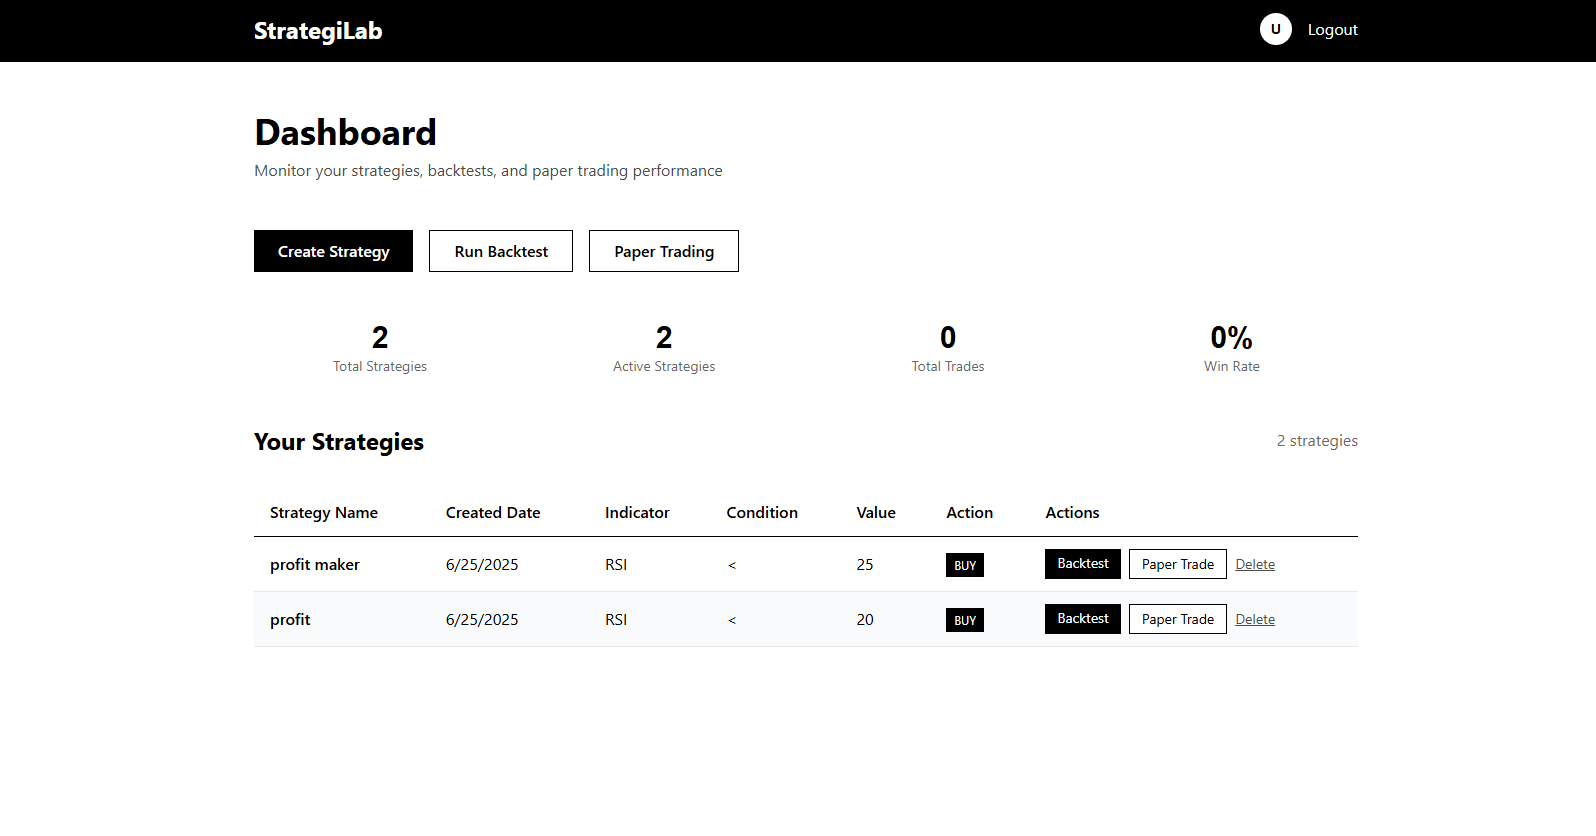 StrategiLab U Logout
Dashboard
Monitor your strategies, backtests, and paper trading performance
Create Strategy Run Backtest Paper Trading
2 2 0 0%
Total Strategies Active Strategies Total Trades Win Rate
Your Strategies 2 strategies
Strategy Name Created Date Indicator Condition Value Action Actions
profit maker 6/25/2025 RSI < 25 BUY Backtest Paper Trade Delete
profit 6/25/2025 RSI < 20 BUY Backtest Paper Trade Delete